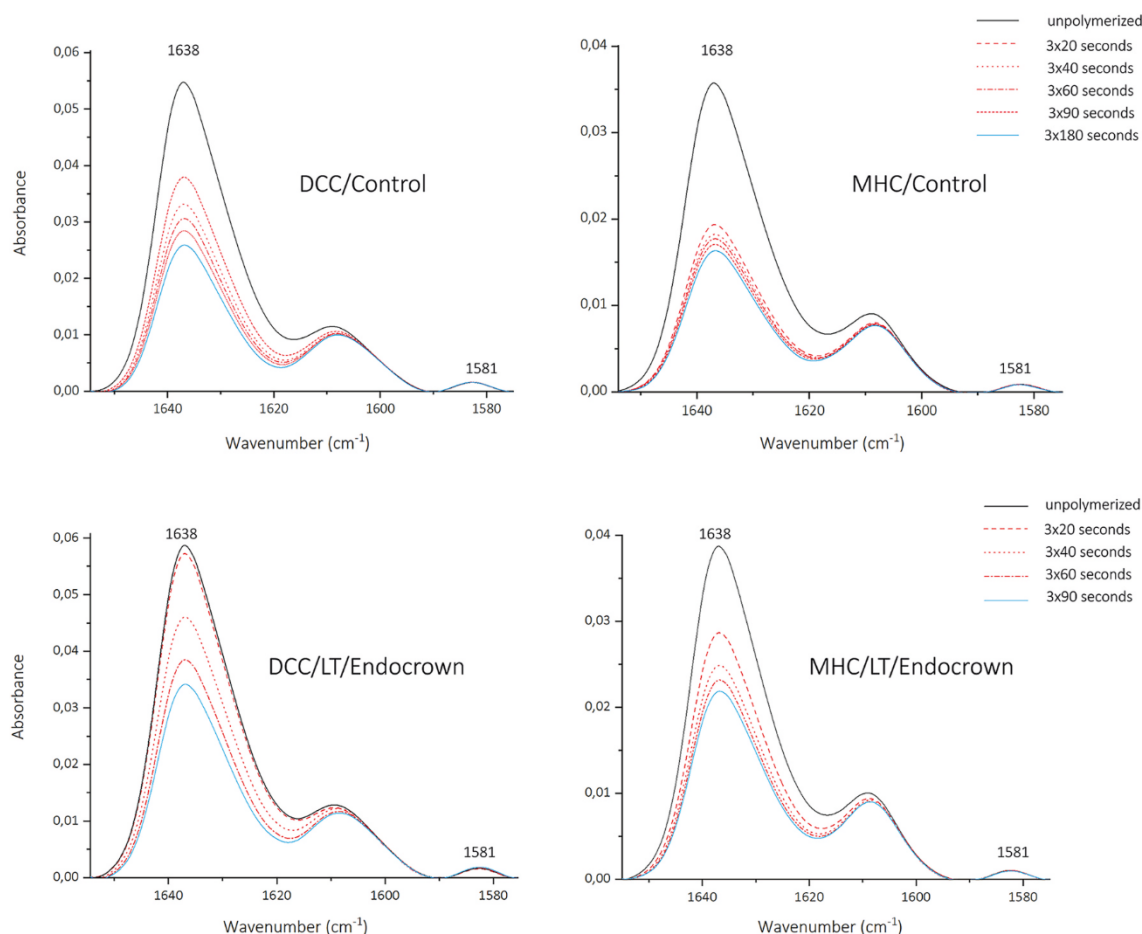 unpolymerized
3x20 seconds
3x40 seconds
3x60 seconds
3x90 seconds
3x180 seconds
0,06
0,05
0,04
0,03
0,02
0,01
0,00
Absorbance
1638
DCC/Control
1581
1640
1620
1600
1580
Wavenumber (cm⁻¹)
0,04
0,03
0,02
0,01
0,00
1638
MHC/Control
1581
1640
1620
1600
1580
Wavenumber (cm⁻¹)
unpolymerized
3x20 seconds
3x40 seconds
3x60 seconds
3x90 seconds
0,06
0,05
0,04
0,03
0,02
0,01
0,00
Absorbance
1638
DCC/LT/Endocrown
1581
1640
1620
1600
1580
Wavenumber (cm⁻¹)
0,04
0,03
0,02
0,01
0,00
1638
MHC/LT/Endocrown
1581
1640
1620
1600
1580
Wavenumber (cm⁻¹)